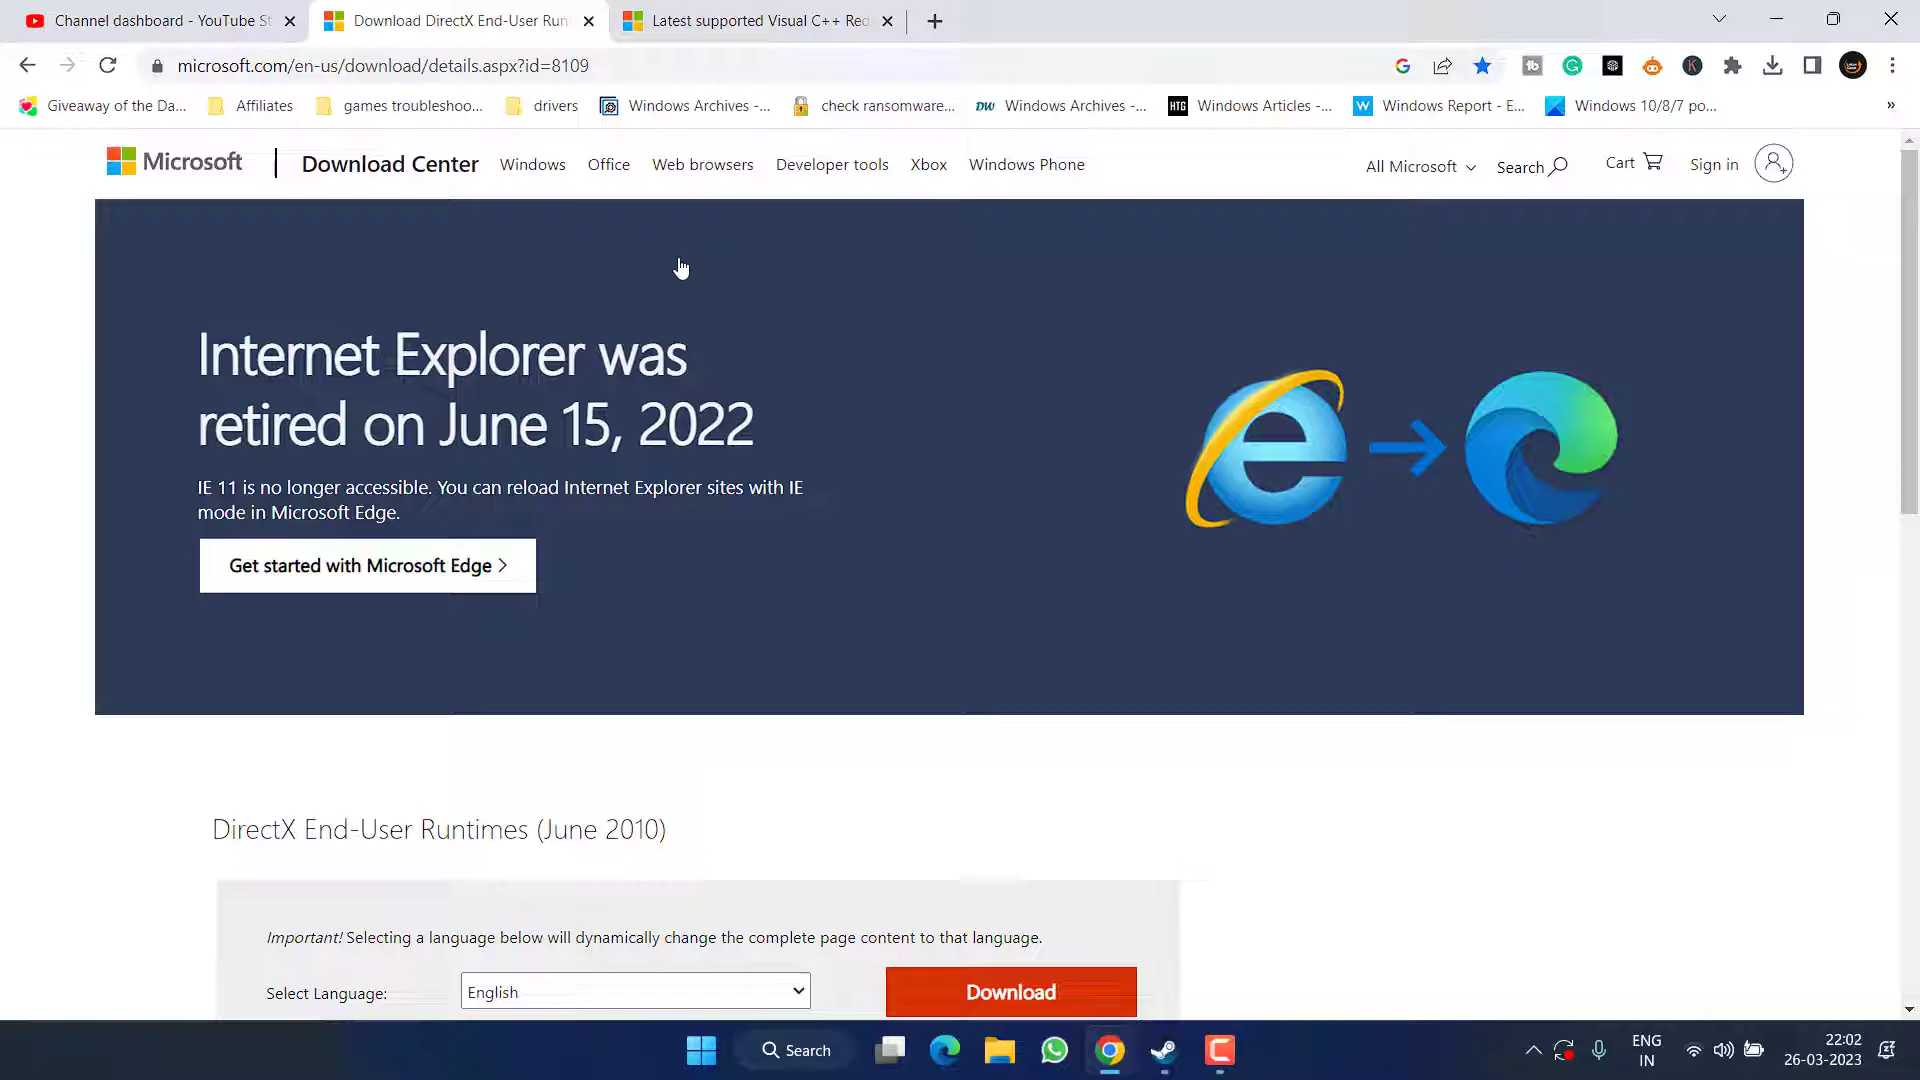 Channel dashboard - YouTube St
Download DirectX End-User Run
Latest supported Visual C++ Red
microsoft.com/en-us/download/details.aspx?id=8109
Giveaway of the Da...
Affiliates
games troubleshoo...
drivers
Windows Archives -...
check ransomware...
DW Windows Archives -...
HTG Windows Articles -...
W Windows Report - E...
Windows 10/8/7 po...
»
Microsoft
Download Center
Windows
Office
Web browsers
Developer tools
Xbox
Windows Phone
All Microsoft
Search
Cart
Sign in
Internet Explorer was
retired on June 15, 2022
IE 11 is no longer accessible. You can reload Internet Explorer sites with IE
mode in Microsoft Edge.
Get started with Microsoft Edge >
DirectX End-User Runtimes (June 2010)
Important! Selecting a language below will dynamically change the complete page content to that language.
Select Language:
English
Download
Search
ENG
IN
22:02
26-03-2023